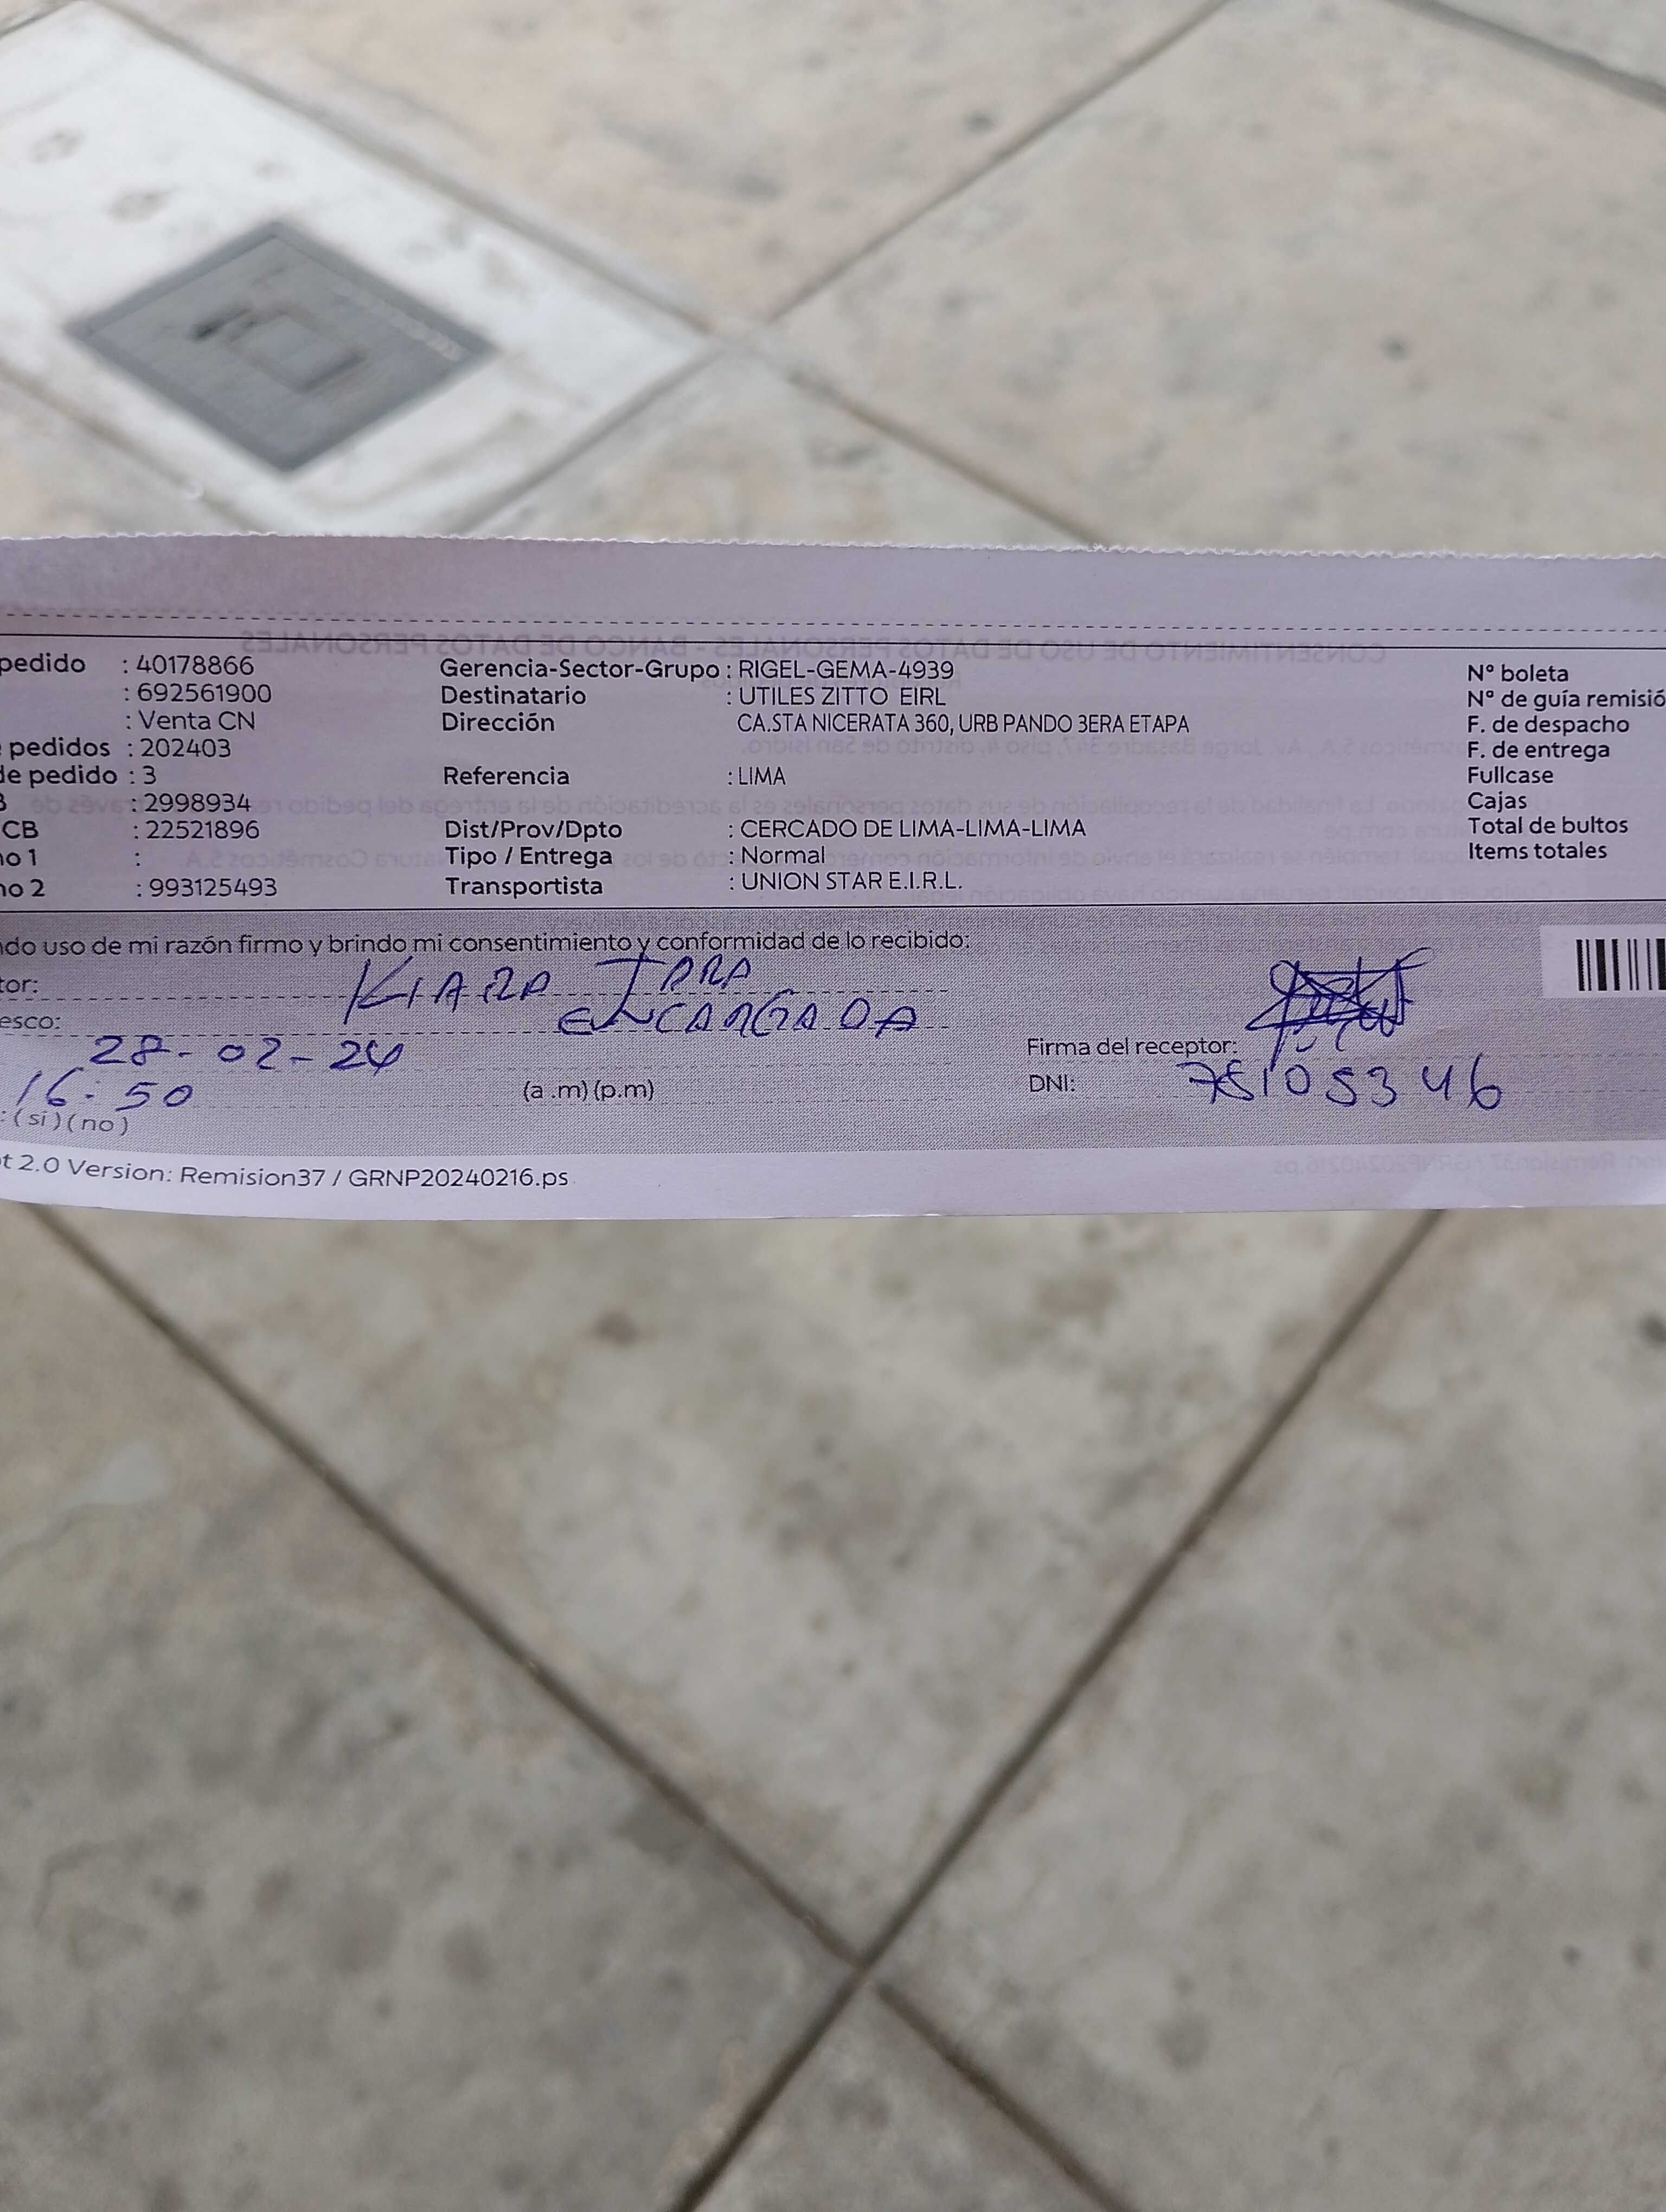 pedido : 40178866 Gerencia-Sector-Grupo : RIGEL-GEMA-4939 N° boleta
: 692561900 Destinatario : UTILES ZITTO EIRL N° de guía remisió
: Venta CN Dirección CA.STA NICERATA 360, URB PANDO 3ERA ETAPA F. de despacho
pedidos : 202403 F. de entrega
de pedido : 3 Referencia : LIMA Fullcase
: 2998934 Cajas
CB : 22521896 Dist/Prov/Dpto : CERCADO DE LIMA-LIMA-LIMA Total de bultos
no 1 : Tipo / Entrega : Normal Items totales
no 2 : 993125493 Transportista : UNION STAR E.I.R.L.
ndo uso de mi razón firmo y brindo mi consentimiento y conformidad de lo recibido:
tor: KIARA JARA
esco: ENCARGADA
28-02-24 Firma del receptor:
16:50 (a .m) (p.m) DNI: 75105346
: (si) (no)
t 2.0 Version: Remision37 / GRNP20240216.ps